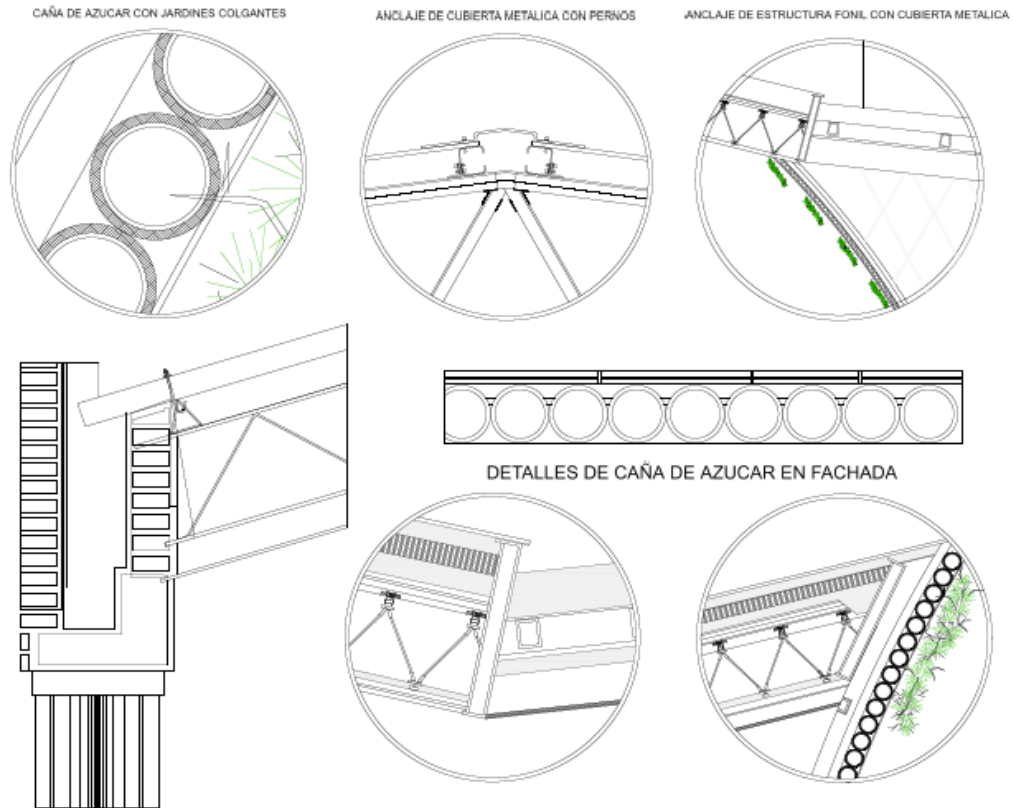 CAÑA DE AZUCAR CON JARDINES COLGANTES
ANCLAJE DE CUBIERTA METALICA CON PERNOS
ANCLAJE DE ESTRUCTURA FONIL CON CUBIERTA METALICA
DETALLES DE CAÑA DE AZUCAR EN FACHADA